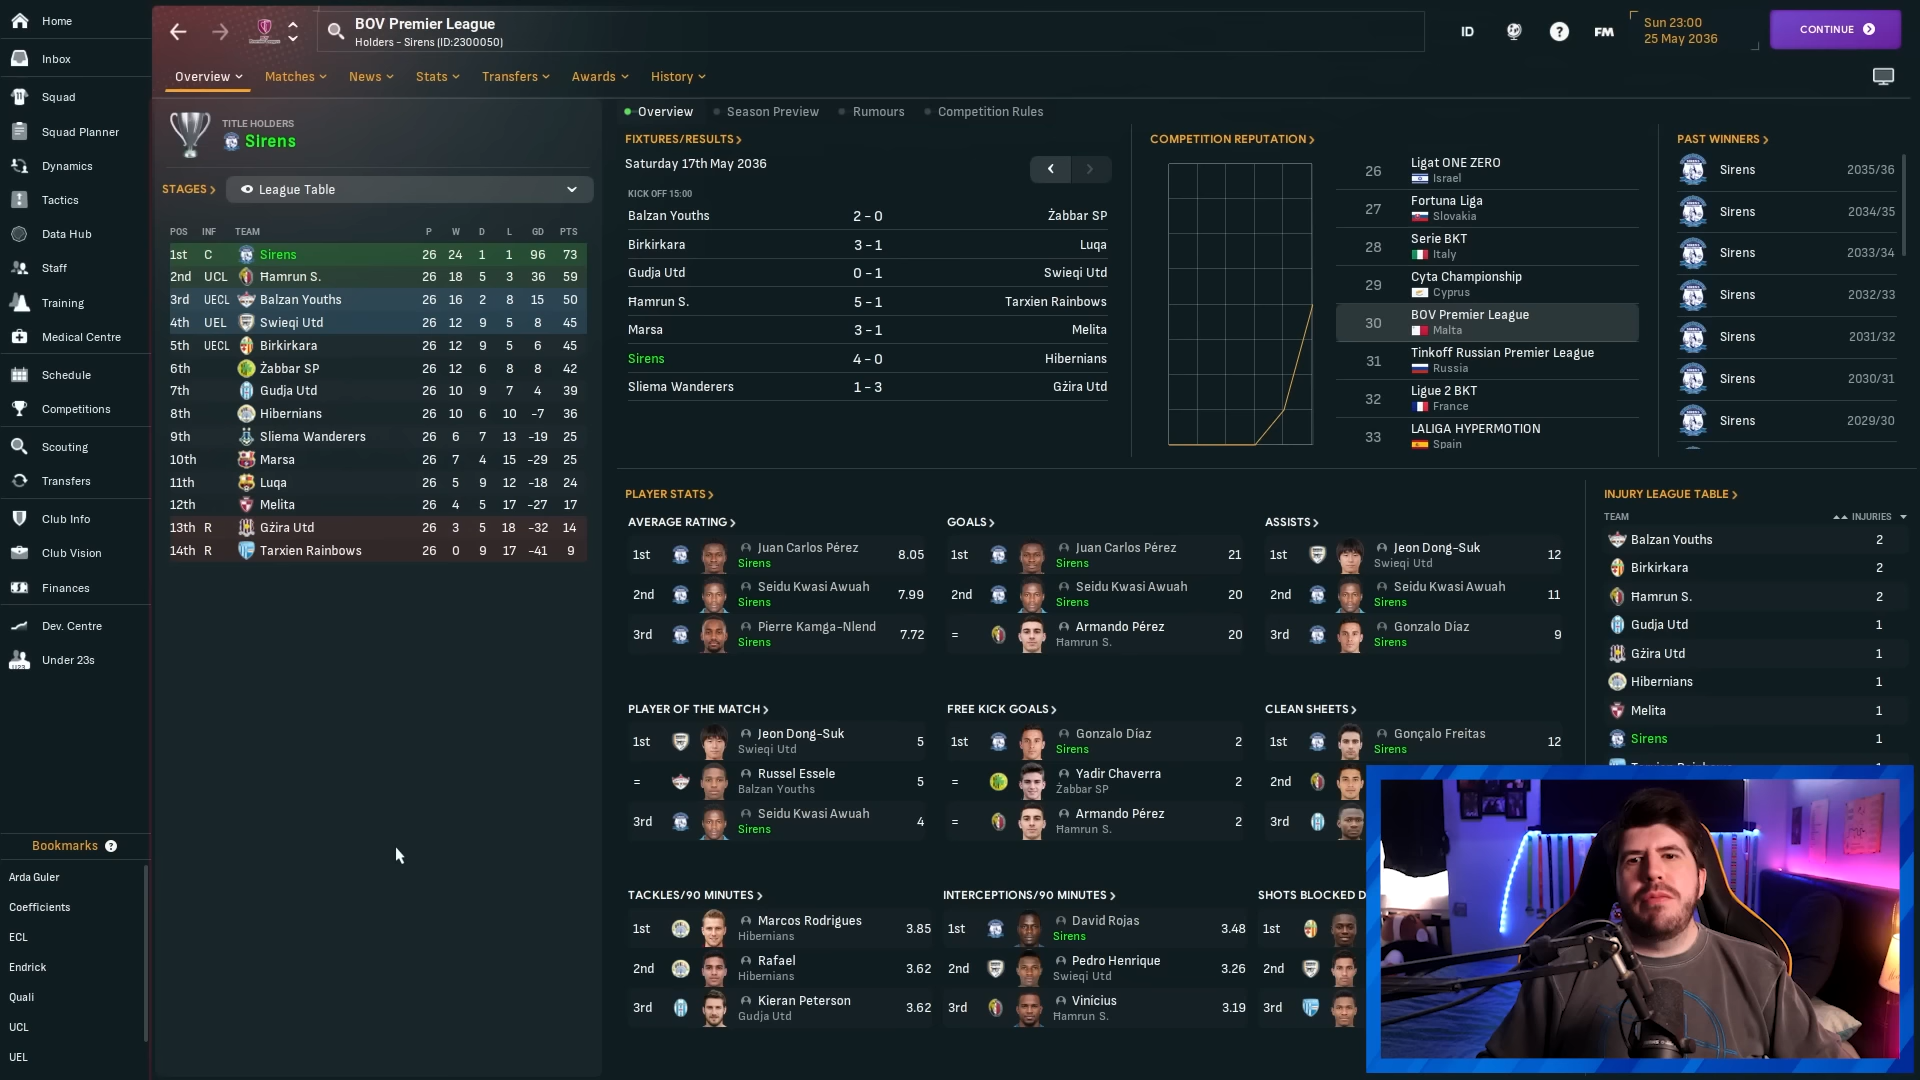 Home
Inbox
Squad
Squad Planner
Dynamics
Tactics
Data Hub
Staff
Training
Medical Centre
Schedule
Competitions
Scouting
Transfers
Club Info
Club Vision
Finances
Dev. Centre
Under 23s
Bookmarks ?
Arda Guler
Coefficients
ECL
Endrick
Quali
UCL
UEL
BOV Premier League
Holders - Sirens (ID:2300050)
ID ? FM
Sun 23:00
25 May 2036
CONTINUE
Overview Matches News Stats Transfers Awards History
TITLE HOLDERS
Sirens
STAGES League Table
POS INF TEAM P W D L GD PTS
1st C Sirens 26 24 1 1 96 73
2nd UCL Ħamrun S. 26 18 5 3 36 59
3rd UECL Balzan Youths 26 16 2 8 15 50
4th UEL Swieqi Utd 26 12 9 5 8 45
5th UECL Birkirkara 26 12 9 5 6 45
6th Żabbar SP 26 12 6 8 8 42
7th Gudja Utd 26 10 9 7 4 39
8th Hibernians 26 10 6 10 -7 36
9th Sliema Wanderers 26 6 7 13 -19 25
10th Marsa 26 7 4 15 -29 25
11th Luqa 26 5 9 12 -18 24
12th Melita 26 4 5 17 -27 17
13th R Gżira Utd 26 3 5 18 -32 14
14th R Tarxien Rainbows 26 0 9 17 -41 9
Overview Season Preview Rumours Competition Rules
FIXTURES/RESULTS
Saturday 17th May 2036
KICK OFF 15:00
Balzan Youths 2 - 0 Żabbar SP
Birkirkara 3 - 1 Luqa
Gudja Utd 0 - 1 Swieqi Utd
Ħamrun S. 5 - 1 Tarxien Rainbows
Marsa 3 - 1 Melita
Sirens 4 - 0 Hibernians
Sliema Wanderers 1 - 3 Gżira Utd
COMPETITION REPUTATION
26 Ligat ONE ZERO
Israel
27 Fortuna Liga
Slovakia
28 Serie BKT
Italy
29 Cyta Championship
Cyprus
30 BOV Premier League
Malta
31 Tinkoff Russian Premier League
Russia
32 Ligue 2 BKT
France
33 LALIGA HYPERMOTION
Spain
PAST WINNERS
Sirens 2035/36
Sirens 2034/35
Sirens 2033/34
Sirens 2032/33
Sirens 2031/32
Sirens 2030/31
Sirens 2029/30
PLAYER STATS
AVERAGE RATING
1st Juan Carlos Pérez 8.05
Sirens
2nd Seidu Kwasi Awuah 7.99
Sirens
3rd Pierre Kamga-Nlend 7.72
Sirens
GOALS
1st Juan Carlos Pérez 21
Sirens
2nd Seidu Kwasi Awuah 20
Sirens
= Armando Pérez 20
Ħamrun S.
ASSISTS
1st Jeon Dong-Suk 12
Swieqi Utd
2nd Seidu Kwasi Awuah 11
Sirens
3rd Gonzalo Díaz 9
Sirens
PLAYER OF THE MATCH
1st Jeon Dong-Suk 5
Swieqi Utd
= Russel Essele 5
Balzan Youths
3rd Seidu Kwasi Awuah 4
Sirens
FREE KICK GOALS
1st Gonzalo Díaz 2
Sirens
= Yadir Chaverra 2
Żabbar SP
= Armando Pérez 2
Ħamrun S.
CLEAN SHEETS
1st Gonçalo Freitas 12
Sirens
2nd
3rd
TACKLES/90 MINUTES
1st Marcos Rodrigues 3.85
Hibernians
2nd Rafael 3.62
Hibernians
3rd Kieran Peterson 3.62
Gudja Utd
INTERCEPTIONS/90 MINUTES
1st David Rojas 3.48
Sirens
2nd Pedro Henrique 3.26
Swieqi Utd
3rd Vinícius 3.19
Ħamrun S.
SHOTS BLOCKED
1st
2nd
3rd
INJURY LEAGUE TABLE
TEAM INJURIES
Balzan Youths 2
Birkirkara 2
Ħamrun S. 2
Gudja Utd 1
Gżira Utd 1
Hibernians 1
Melita 1
Sirens 1